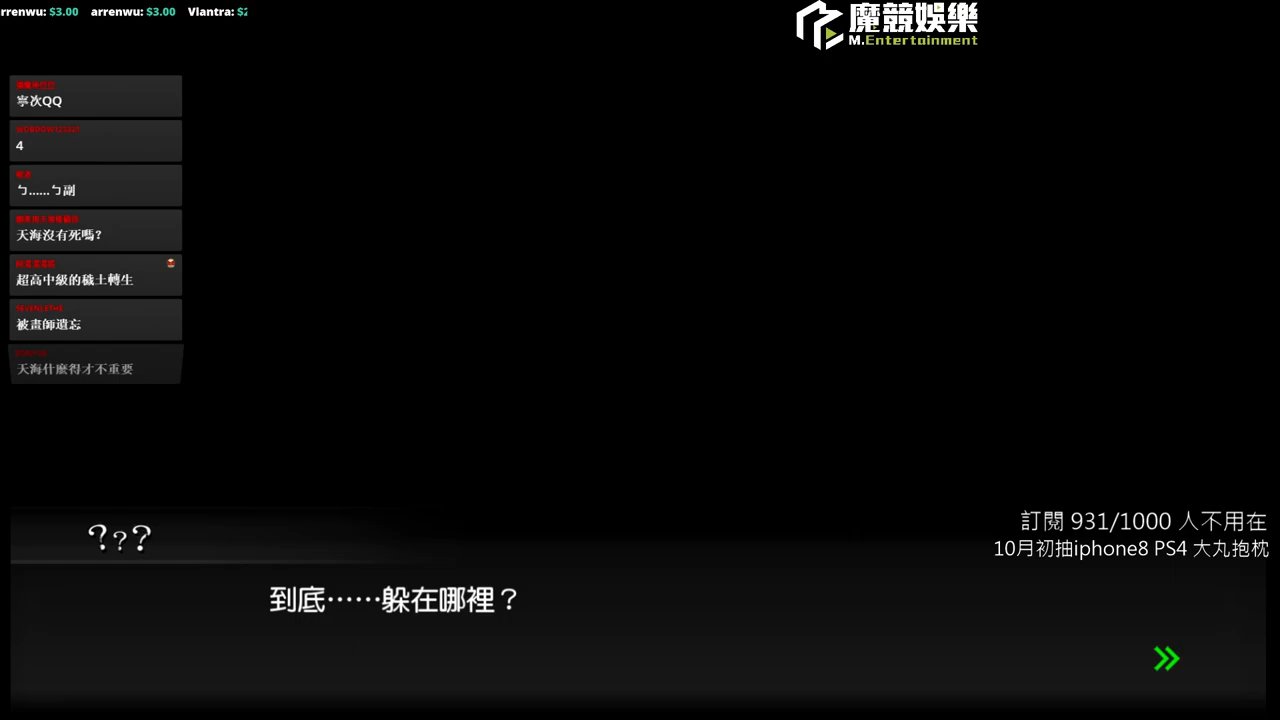 rrenwu: $3.00 arrenwu: $3.00 Vlantra: $2
魔競娛樂
M.Entertainment
寧次QQ
4
ㄅ......ㄅ副
天海沒有死嗎?
超高中級的穢土轉生
被畫師遺忘
天海什麼得才不重要
???
訂閱 931/1000 人不用在
10月初抽iphone8 PS4 大丸抱枕
到底……躲在哪裡？